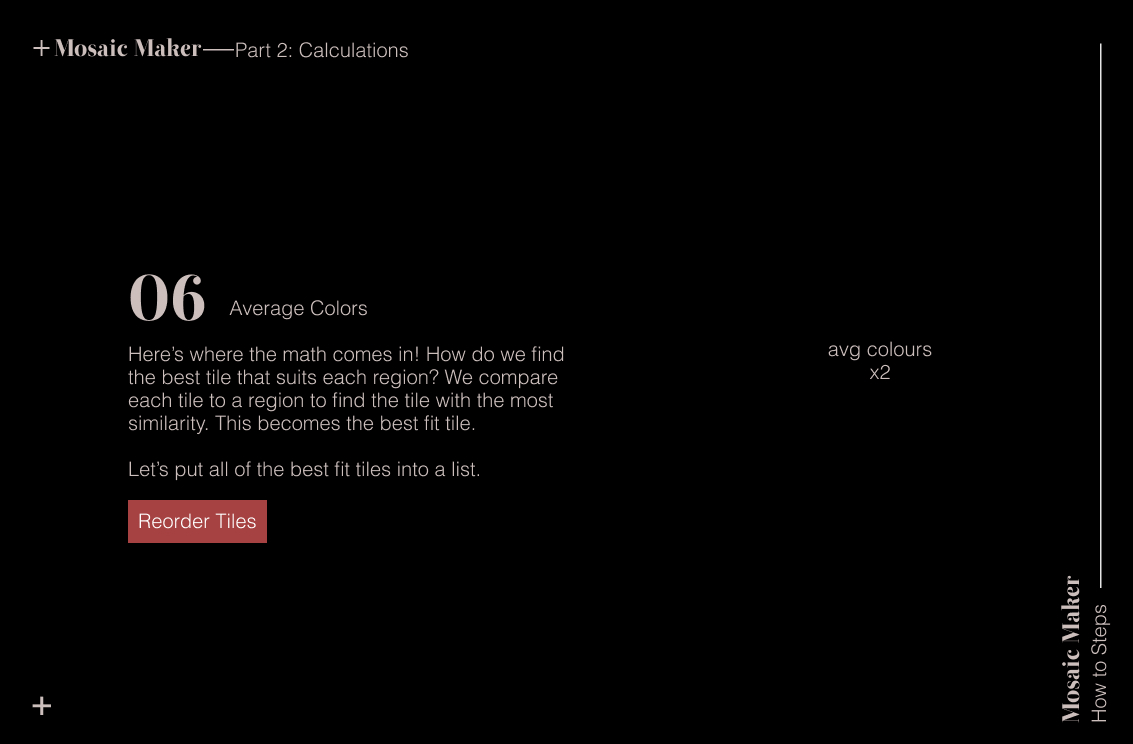 + Mosaic Maker — Part 2: Calculations
06 Average Colors
Here’s where the math comes in! How do we find
the best tile that suits each region? We compare
each tile to a region to find the tile with the most
similarity. This becomes the best fit tile.
Let’s put all of the best fit tiles into a list.
Reorder Tiles
avg colours
x2
Mosaic Maker
How to Steps
+